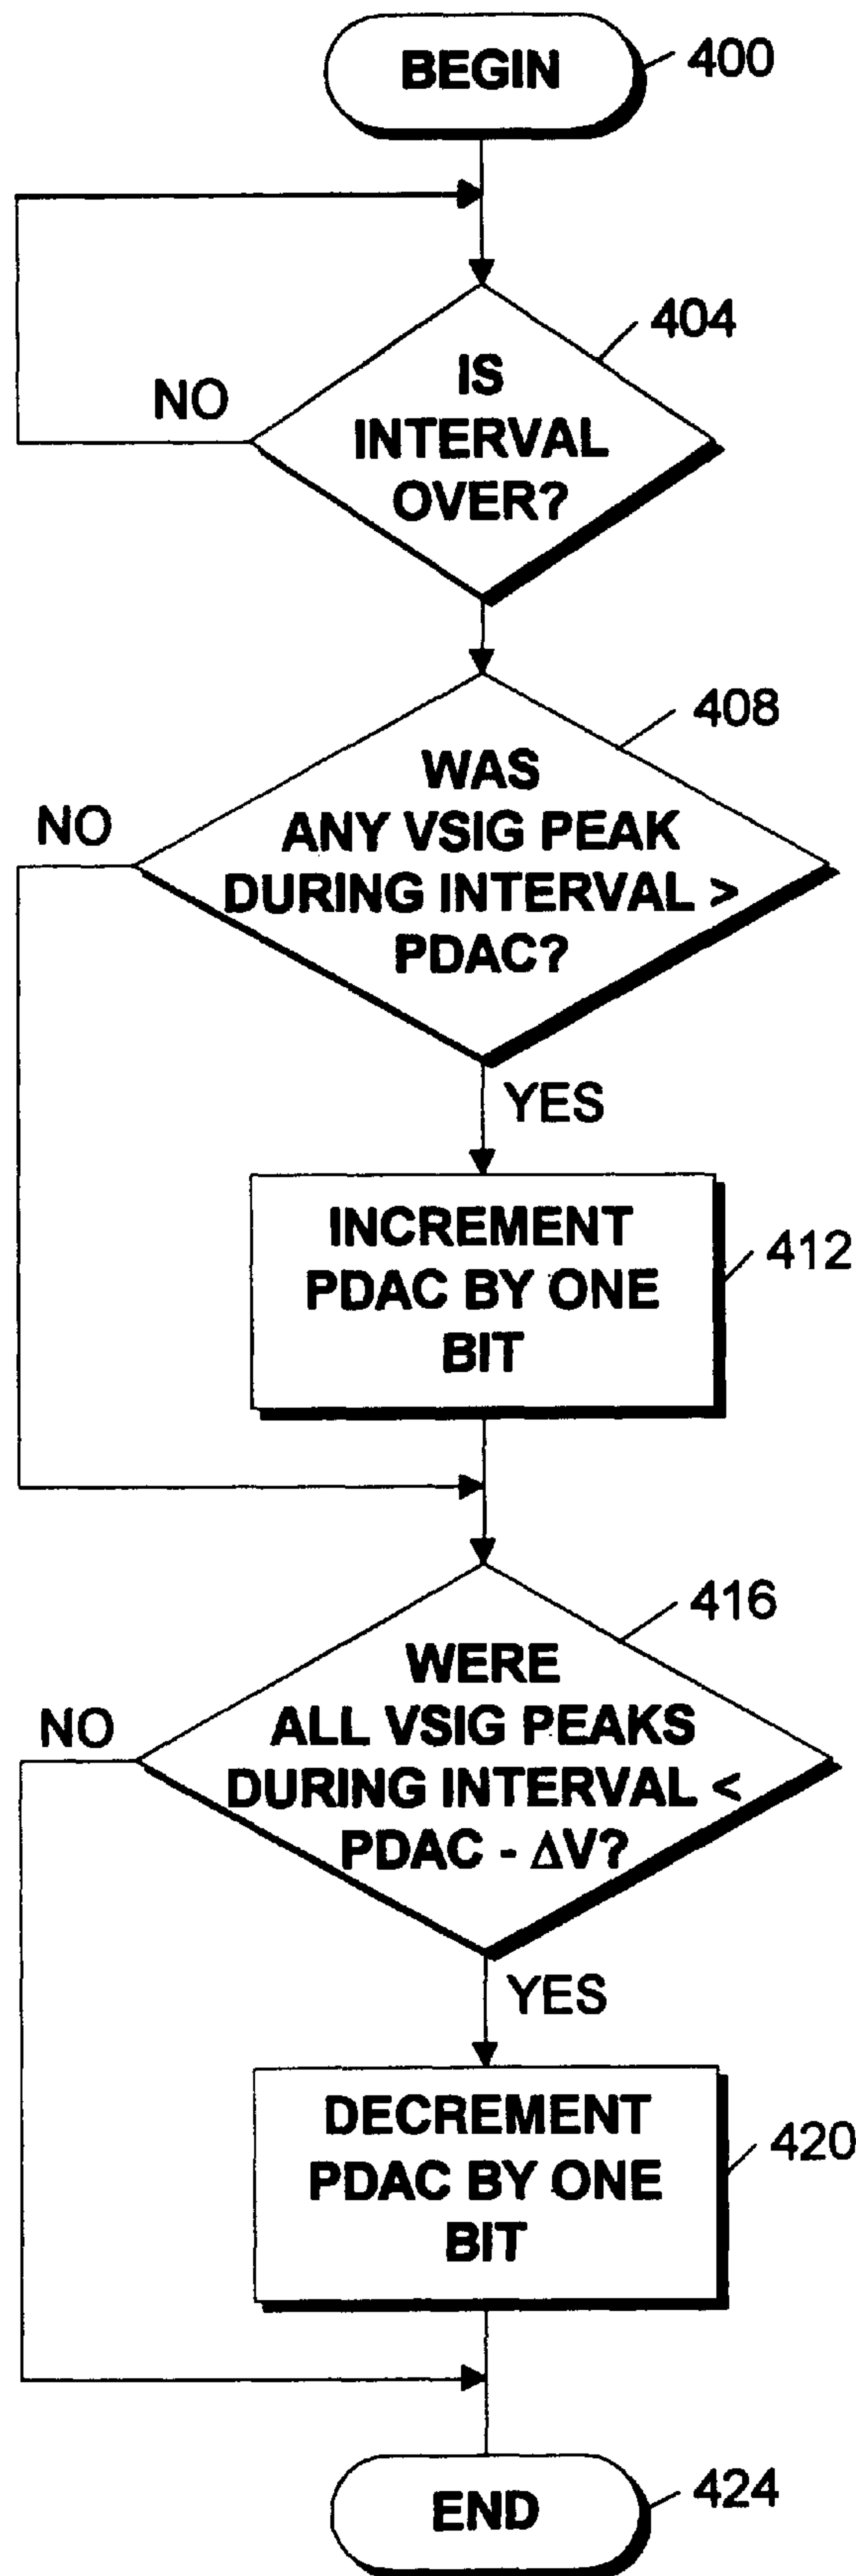 BEGIN
400
404
IS
INTERVAL
OVER?
NO
408
WAS
ANY VSIG PEAK
DURING INTERVAL >
PDAC?
NO
YES
INCREMENT
PDAC BY ONE
BIT
412
416
WERE
ALL VSIG PEAKS
DURING INTERVAL <
PDAC - ΔV?
NO
YES
DECREMENT
PDAC BY ONE
BIT
420
END
424